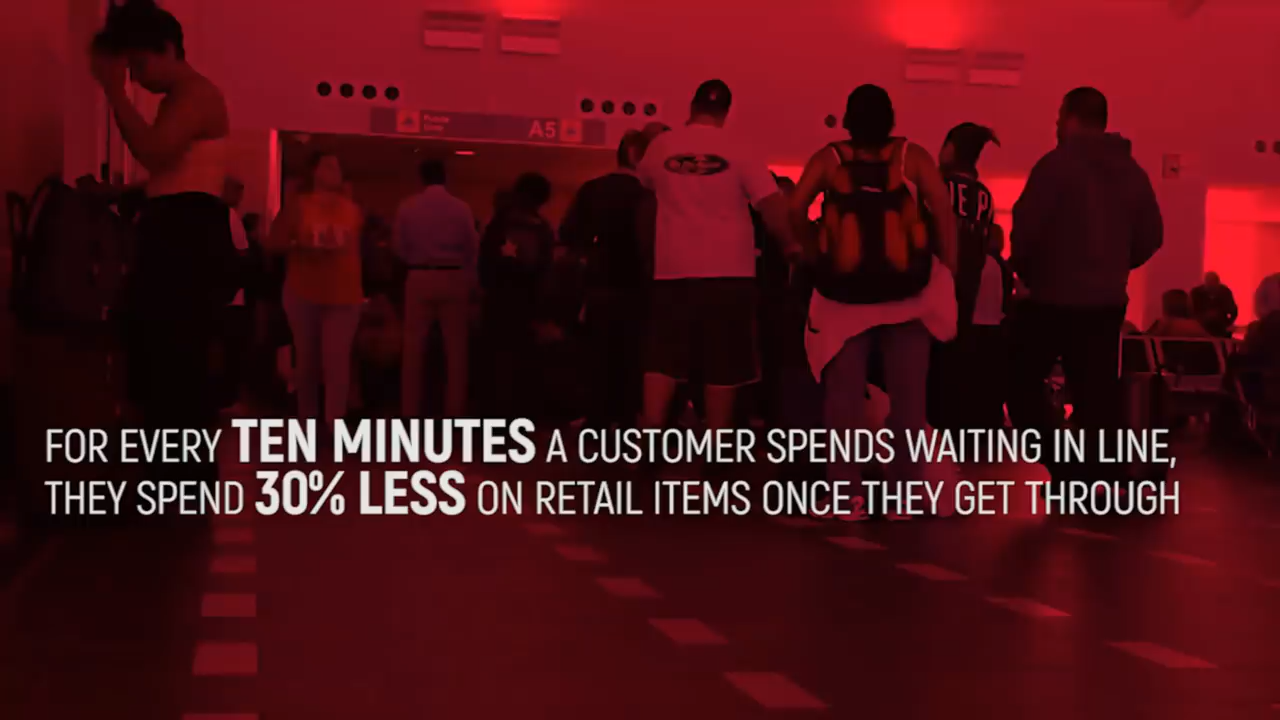 A5
FOR EVERY TEN MINUTES A CUSTOMER SPENDS WAITING IN LINE,
THEY SPEND 30% LESS ON RETAIL ITEMS ONCE THEY GET THROUGH